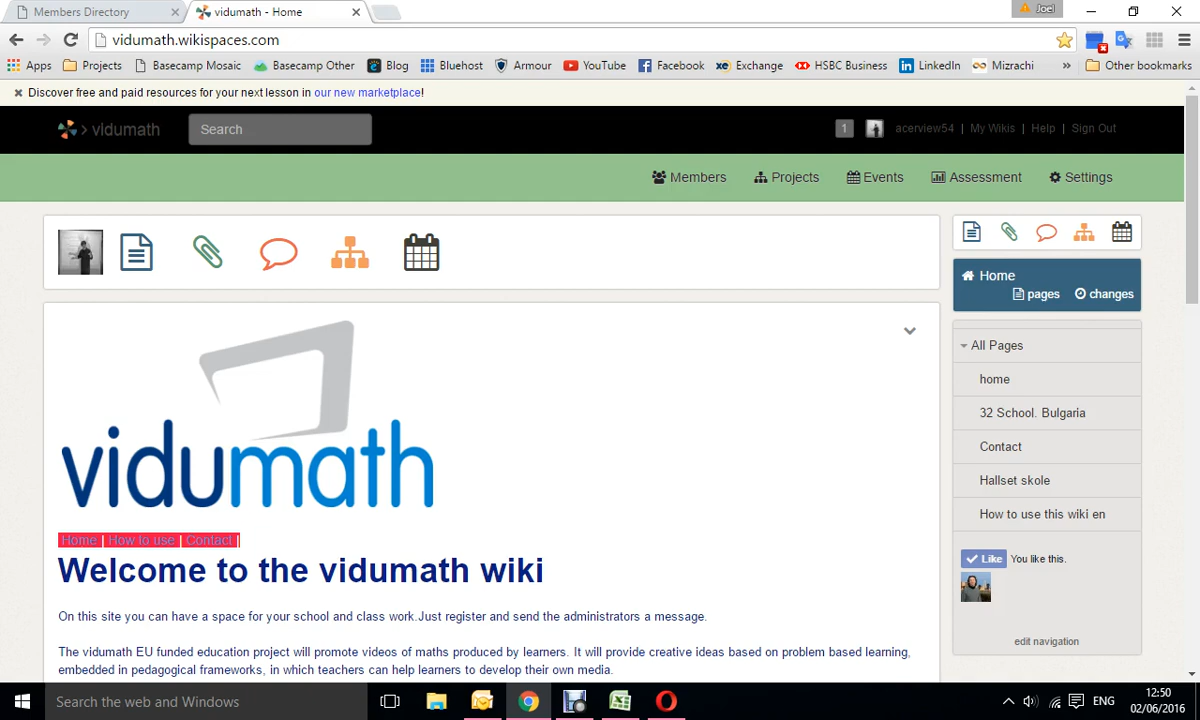 Members Directory
vidumath - Home
Joel
vidumath.wikispaces.com
Apps Projects Basecamp Mosaic Basecamp Other Blog Bluehost Armour YouTube Facebook Exchange HSBC Business LinkedIn Mizrachi » Other bookmarks
Discover free and paid resources for your next lesson in our new marketplace!
vidumath
Search
1 acerview54 | My Wikis | Help | Sign Out
Members Projects Events Assessment Settings
Home
pages changes
vidumath
All Pages
home
32 School. Bulgaria
Contact
Hallset skole
How to use this wiki en
Like You like this.
edit navigation
Home | How to use | Contact |
Welcome to the vidumath wiki
On this site you can have a space for your school and class work.Just register and send the administrators a message.
The vidumath EU funded education project will promote videos of maths produced by learners. It will provide creative ideas based on problem based learning,
embedded in pedagogical frameworks, in which teachers can help learners to develop their own media.
Search the web and Windows
ENG
12:50
02/06/2016